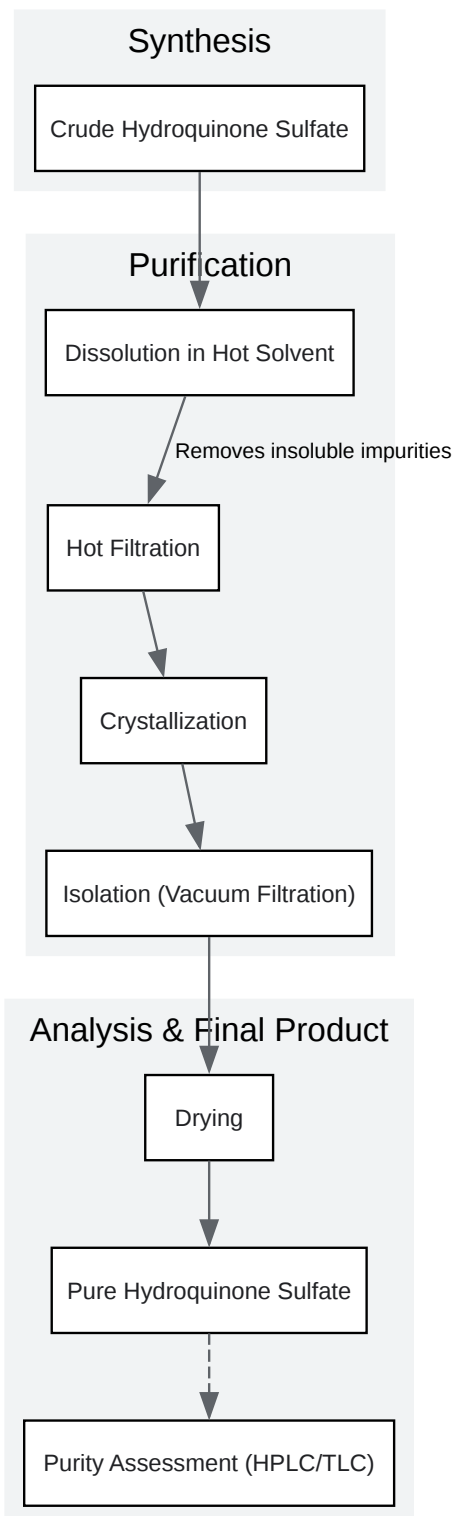 Synthesis
Crude Hydroquinone Sulfate
Purification
Dissolution in Hot Solvent
Removes insoluble impurities
Hot Filtration
Crystallization
Isolation (Vacuum Filtration)
Analysis & Final Product
Drying
Pure Hydroquinone Sulfate
Purity Assessment (HPLC/TLC)